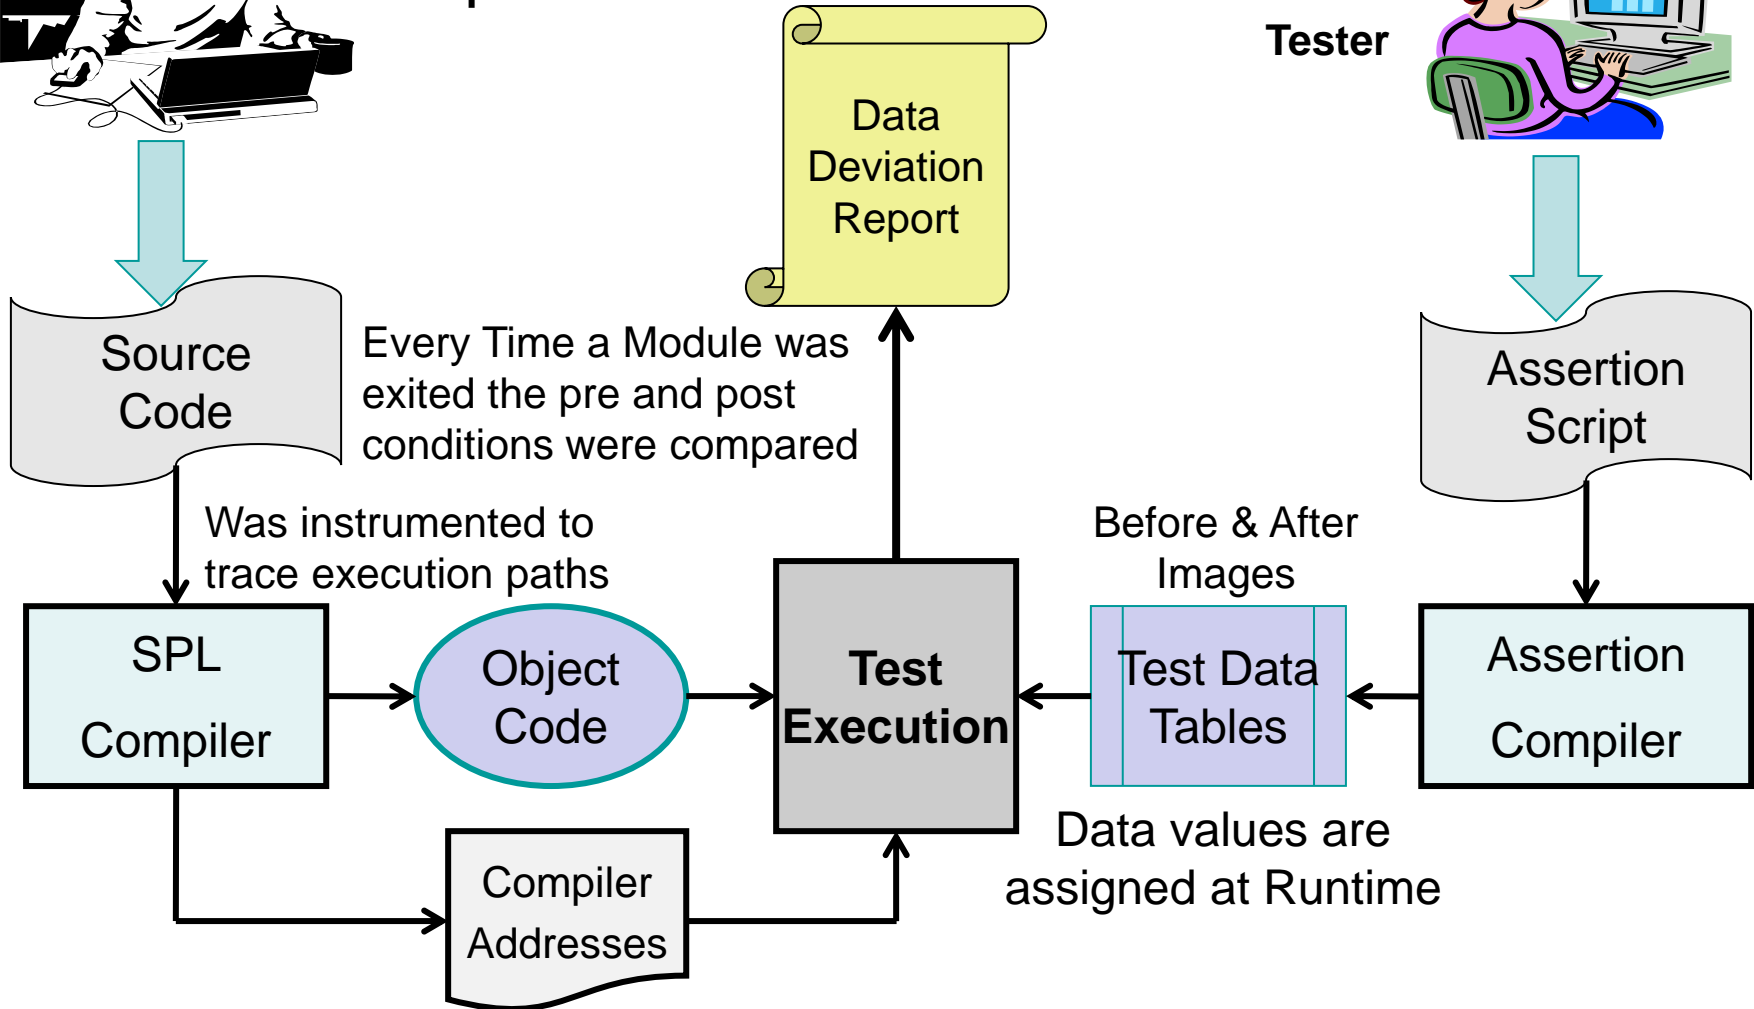 Tester
Data
Deviation
Report
Source
Code
Every Time a Module was
exited the pre and post
conditions were compared
Assertion
Script
Was instrumented to
trace execution paths
Before & After
Images
SPL
Compiler
Object
Code
Test
Execution
Test Data
Tables
Assertion
Compiler
Data values are
assigned at Runtime
Compiler
Addresses